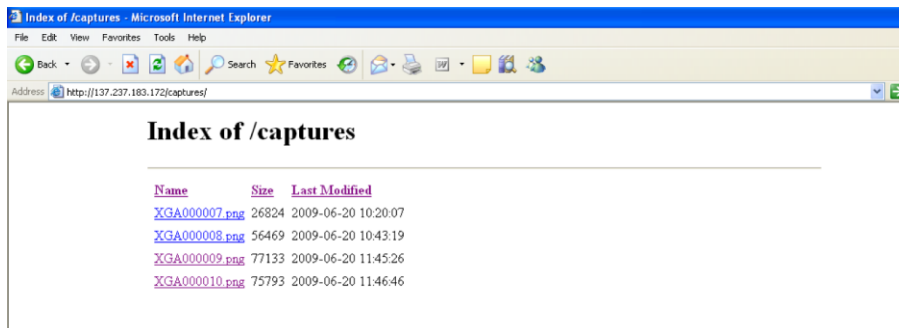 Index of /captures - Microsoft Internet Explorer
File Edit View Favorites Tools Help
Back Search Favorites
Address http://137.237.183.172/captures/
Index of /captures
Name Size Last Modified
XGA000007.png 26824 2009-06-20 10:20:07
XGA000008.png 56469 2009-06-20 10:43:19
XGA000009.png 77133 2009-06-20 11:45:26
XGA000010.png 75793 2009-06-20 11:46:46